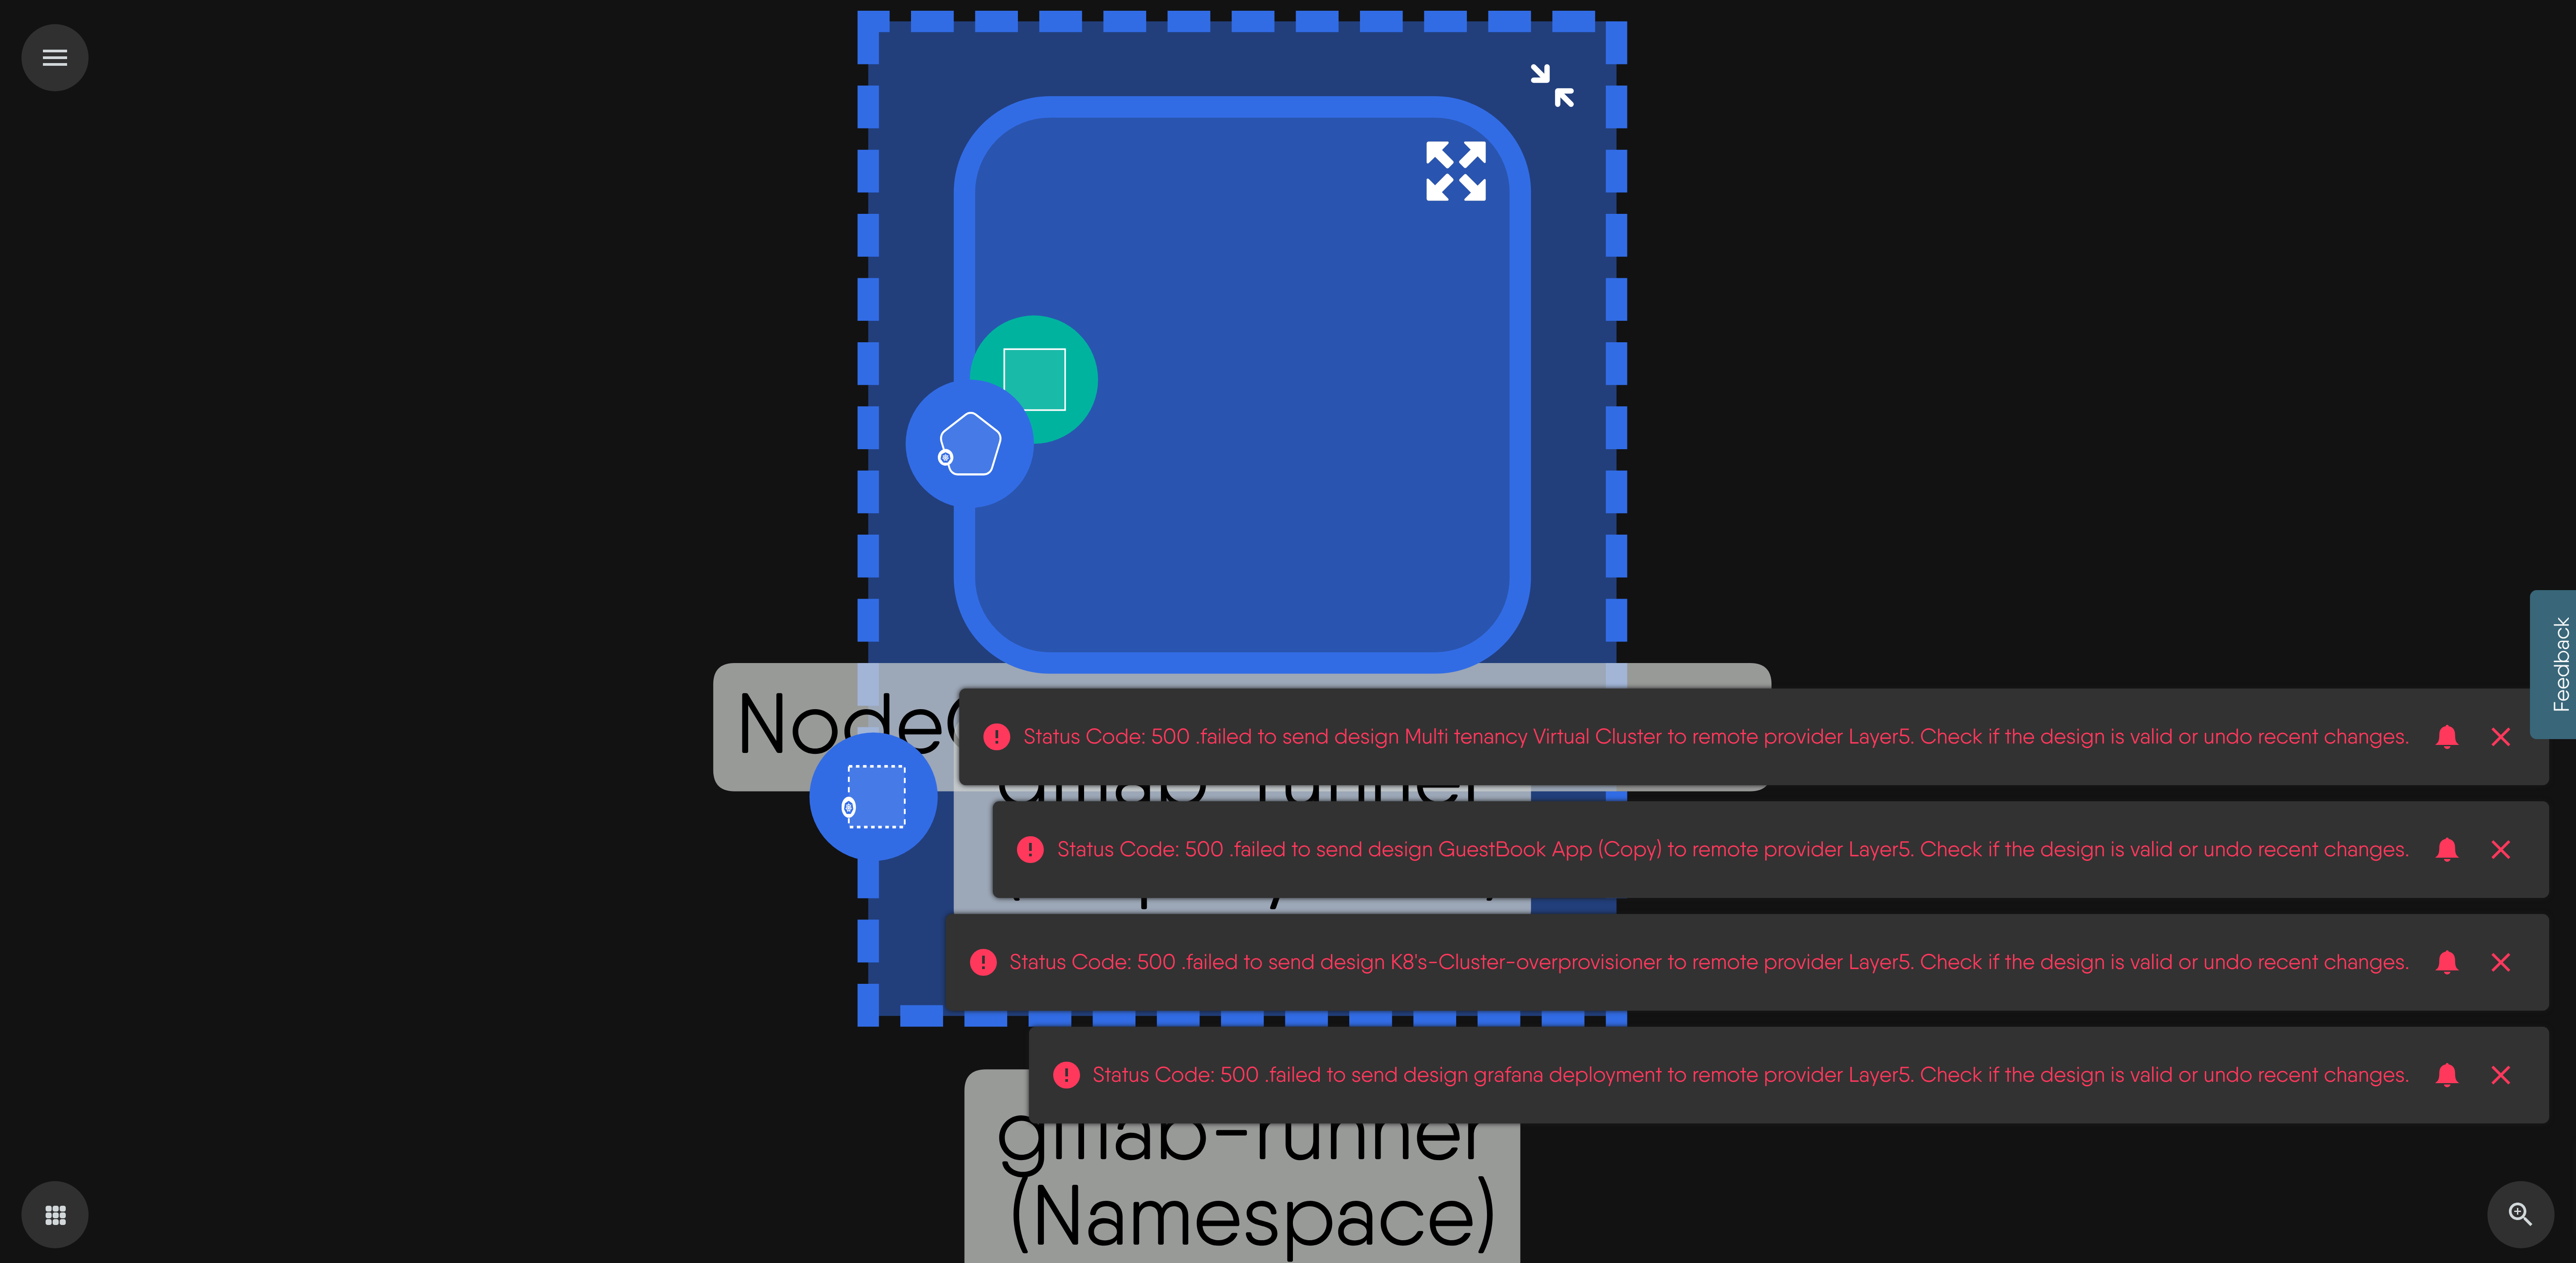 Feedback
Status Code: 500 .failed to send design Multi tenancy Virtual Cluster to remote provider Layer5. Check if the design is valid or undo recent changes.
Status Code: 500 .failed to send design GuestBook App (Copy) to remote provider Layer5. Check if the design is valid or undo recent changes.
Status Code: 500 .failed to send design K8's-Cluster-overprovisioner to remote provider Layer5. Check if the design is valid or undo recent changes.
Status Code: 500 .failed to send design grafana deployment to remote provider Layer5. Check if the design is valid or undo recent changes.
gitlab-runner
(Namespace)